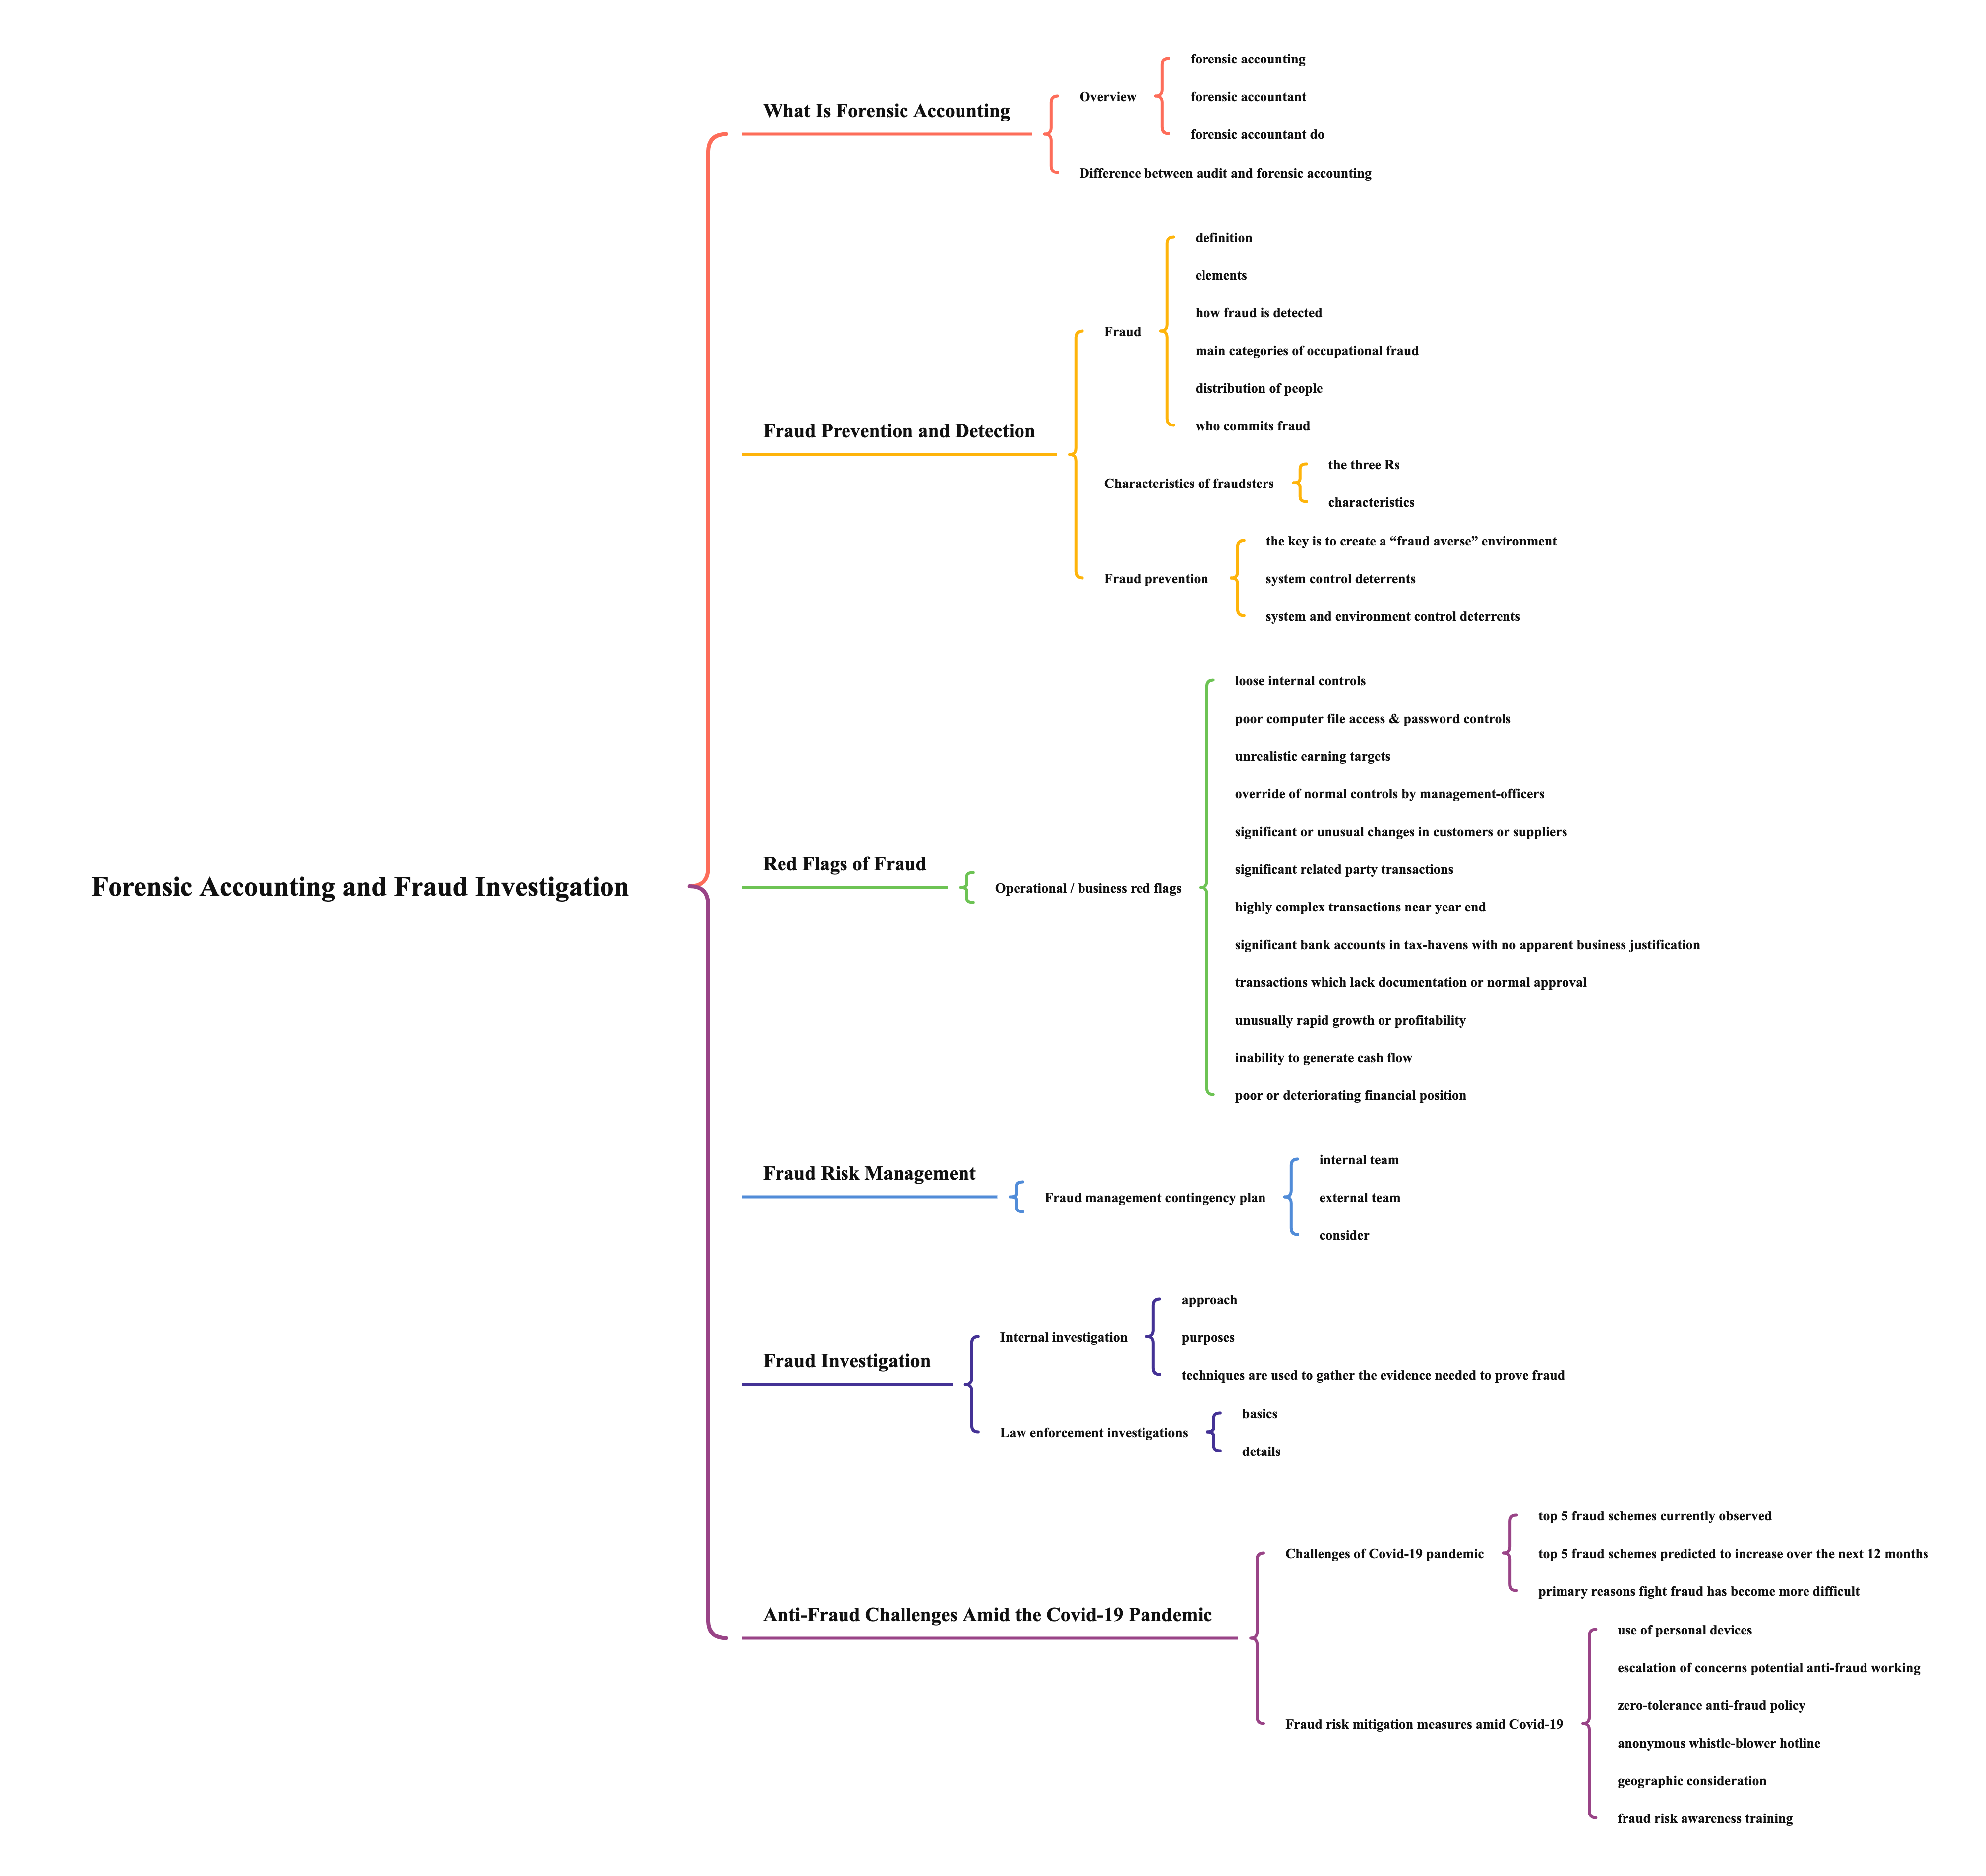 Forensic Accounting and Fraud Investigation
What Is Forensic Accounting
Overview
forensic accounting
forensic accountant
forensic accountant do
Difference between audit and forensic accounting
Fraud Prevention and Detection
Fraud
definition
elements
how fraud is detected
main categories of occupational fraud
distribution of people
who commits fraud
Characteristics of fraudsters
the three Rs
characteristics
Fraud prevention
the key is to create a “fraud averse” environment
system control deterrents
system and environment control deterrents
Red Flags of Fraud
Operational / business red flags
loose internal controls
poor computer file access & password controls
unrealistic earning targets
override of normal controls by management-officers
significant or unusual changes in customers or suppliers
significant related party transactions
highly complex transactions near year end
significant bank accounts in tax-havens with no apparent business justification
transactions which lack documentation or normal approval
unusually rapid growth or profitability
inability to generate cash flow
poor or deteriorating financial position
Fraud Risk Management
Fraud management contingency plan
internal team
external team
consider
Fraud Investigation
Internal investigation
approach
purposes
techniques are used to gather the evidence needed to prove fraud
Law enforcement investigations
basics
details
Anti-Fraud Challenges Amid the Covid-19 Pandemic
Challenges of Covid-19 pandemic
top 5 fraud schemes currently observed
top 5 fraud schemes predicted to increase over the next 12 months
primary reasons fight fraud has become more difficult
Fraud risk mitigation measures amid Covid-19
use of personal devices
escalation of concerns potential anti-fraud working
zero-tolerance anti-fraud policy
anonymous whistle-blower hotline
geographic consideration
fraud risk awareness training